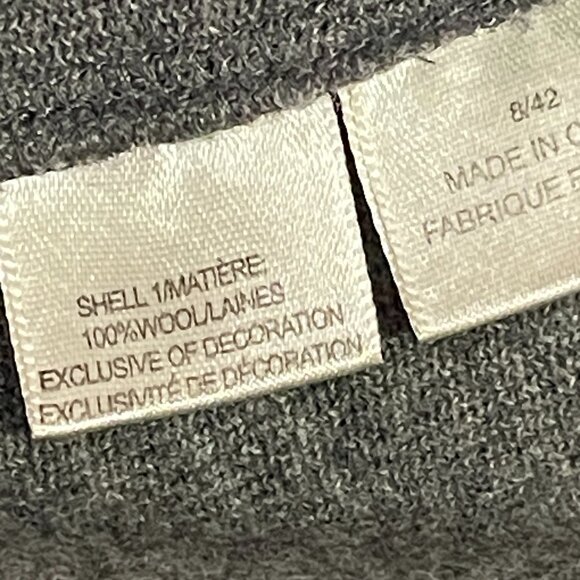 SHELL 1/MATIÈRE:
100%WOOL/LAINES
EXCLUSIVE OF DECORATION
EXCLUSIVITÉ DE DÉCORATION
8/42
MADE IN
FABRIQUE